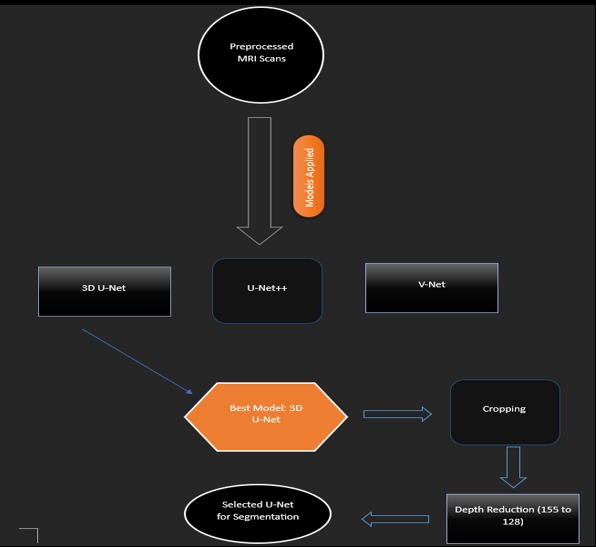 Preprocessed
MRI Scans
Models Applied
3D U-Net
U-Net++
V-Net
Best Model: 3D
U-Net
Cropping
Selected U-Net
for Segmentation
Depth Reduction (155 to
128)